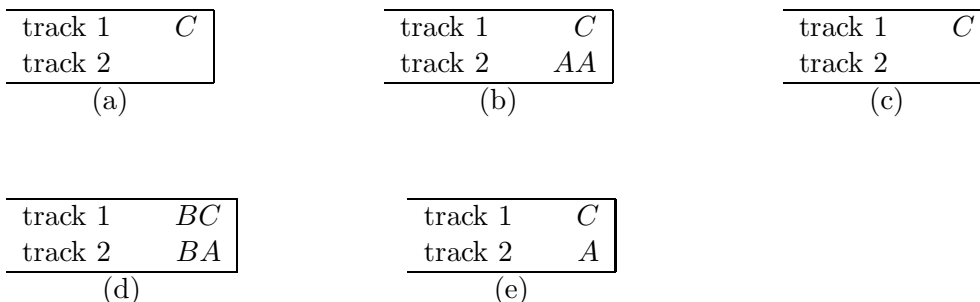 track 1 C
track 2
(a)
track 1 C
track 2 AA
(b)
track 1 C
track 2
(c)
track 1 BC
track 2 BA
(d)
track 1 C
track 2 A
(e)